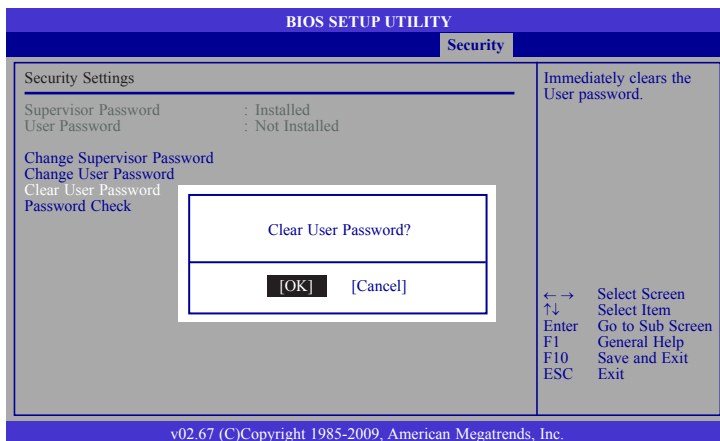 BIOS SETUP UTILITY
Security
Security Settings
Supervisor Password : Installed
User Password : Not Installed
Change Supervisor Password
Change User Password
Clear User Password
Password Check
Clear User Password?
[OK] [Cancel]
Immediately clears the
User password.
←→ Select Screen
↑↓ Select Item
Enter Go to Sub Screen
F1 General Help
F10 Save and Exit
ESC Exit
v02.67 (C)Copyright 1985-2009, American Megatrends, Inc.